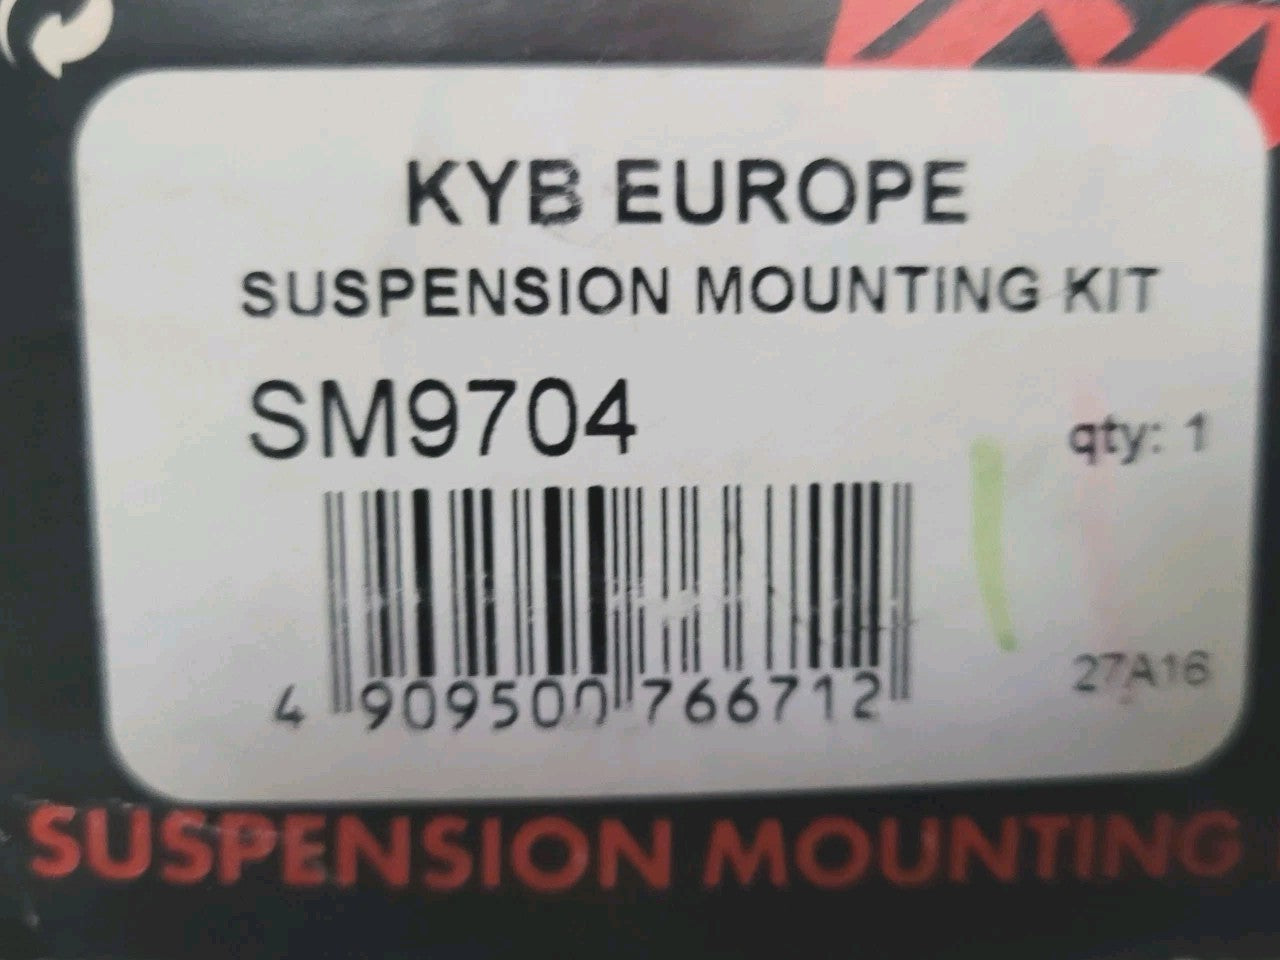 KYB EUROPE
SUSPENSION MOUNTING KIT
SM9704
qty: 1
4 909500 766712
27A16
SUSPENSION MOUNTING